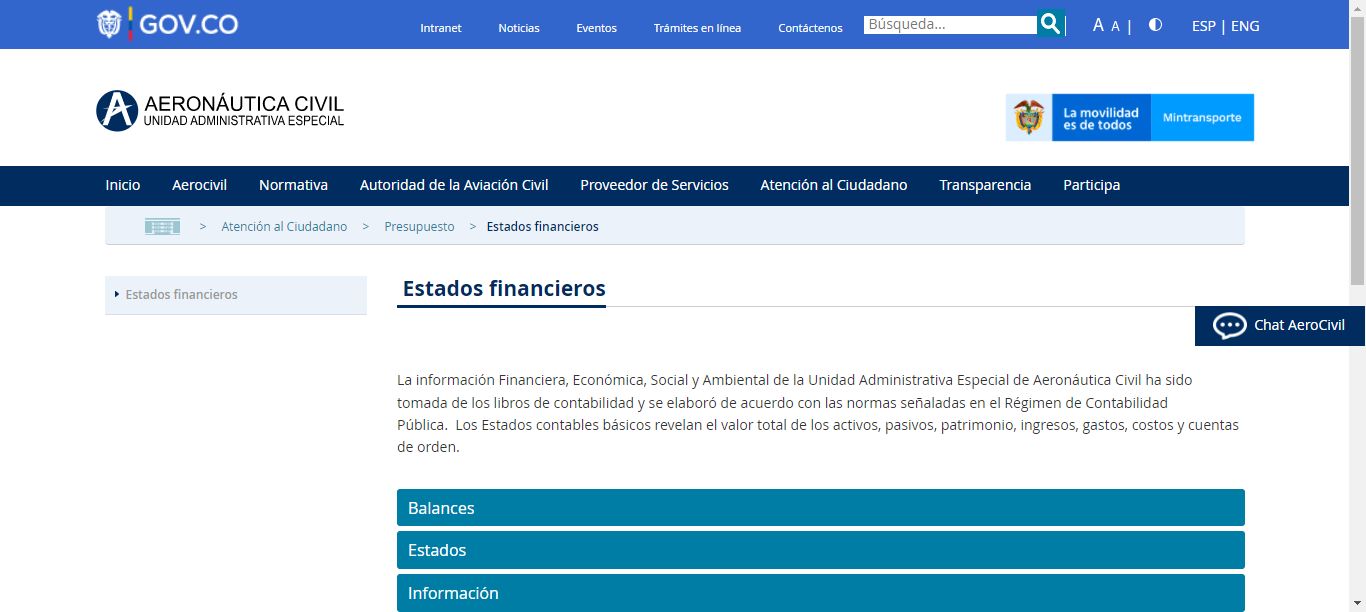 GOV.CO
Intranet Noticias Eventos Trámites en línea Contáctenos Búsqueda... A A | ESP | ENG
AERONÁUTICA CIVIL
UNIDAD ADMINISTRATIVA ESPECIAL
La movilidad
es de todos
Mintransporte
Inicio Aerocivil Normativa Autoridad de la Aviación Civil Proveedor de Servicios Atención al Ciudadano Transparencia Participa
> Atención al Ciudadano > Presupuesto > Estados financieros
Estados financieros
Estados financieros
Chat AeroCivil
La información Financiera, Económica, Social y Ambiental de la Unidad Administrativa Especial de Aeronáutica Civil ha sido
tomada de los libros de contabilidad y se elaboró de acuerdo con las normas señaladas en el Régimen de Contabilidad
Pública.  Los Estados contables básicos revelan el valor total de los activos, pasivos, patrimonio, ingresos, gastos, costos y cuentas
de orden.
Balances
Estados
Información